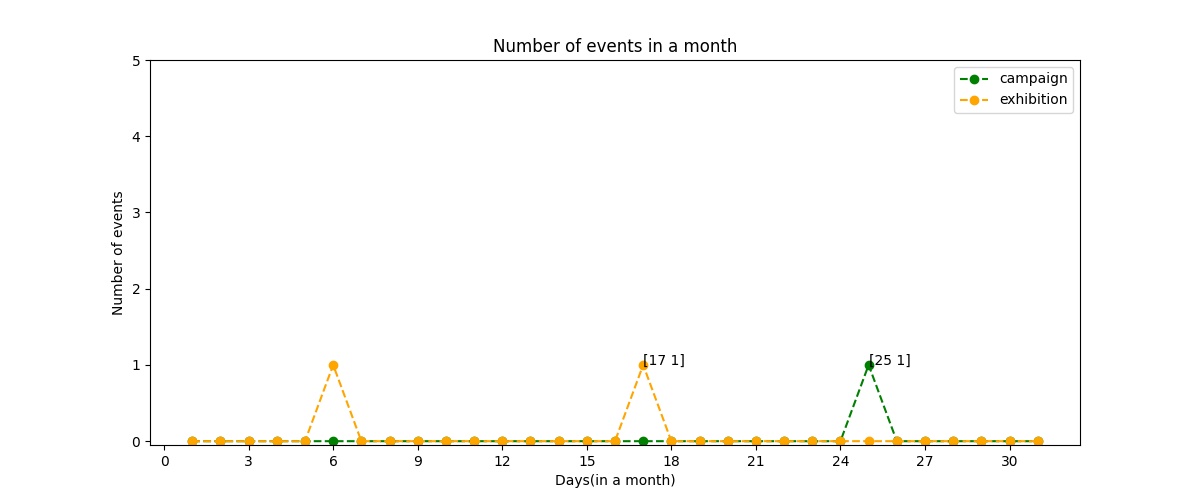 Number of events in a month
campaign
exhibition
Number of events
5
4
3
2
1
0
[17 1]
[25 1]
0 3 6 9 12 15 18 21 24 27 30
Days(in a month)